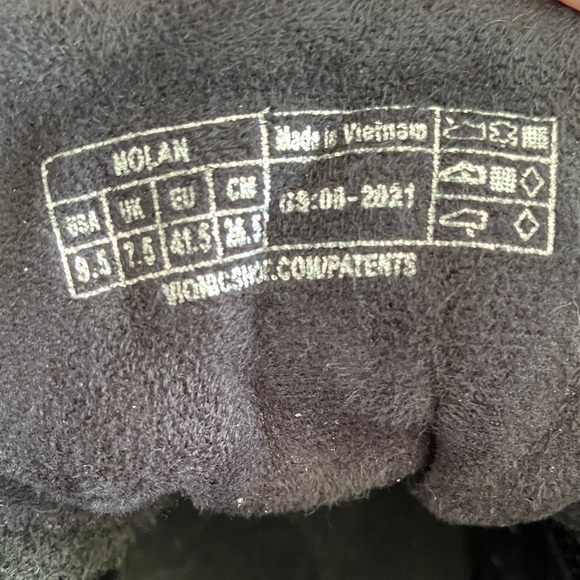 NOLAN
Made in Vietnam
USA UK EU CM
9.5 7.5 41.5 26.5
08-2021
VIONICSHOE.COM/PATENTS